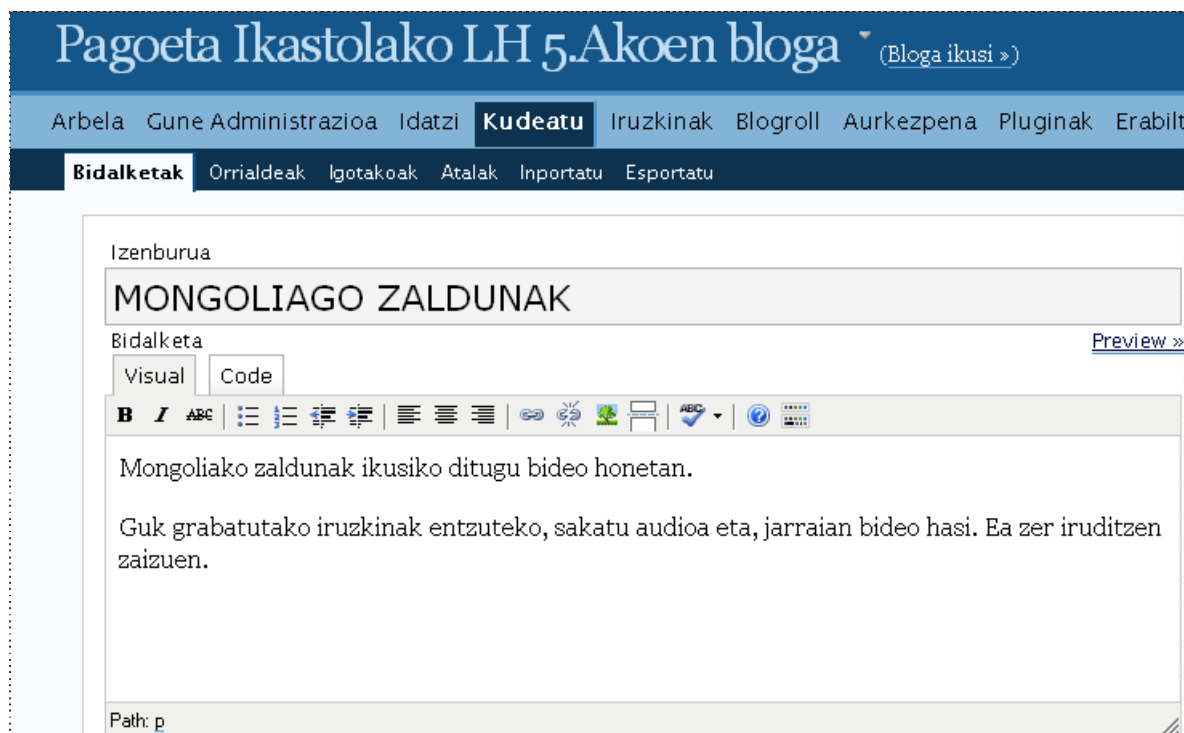 Pagoeta Ikastolako LH 5.Akoen bloga (Bloga ikusi »)
Arbela Gune Administrazioa Idatzi Kudeatu Iruzkinak Blogroll Aurkezpena Pluginak Erabilt
Bidalketak Orrialdeak Igotakoak Atalak Inportatu Esportatu
Izenburua
MONGOLIAGO ZALDUNAK
Bidalketa Preview »
Visual Code
B I ABC ABC
Mongoliako zaldunak ikusiko ditugu bideo honetan.
Guk grabatutako iruzkinak entzuteko, sakatu audioa eta, jarraian bideo hasi. Ea zer iruditzen
zaizuen.
Path: p